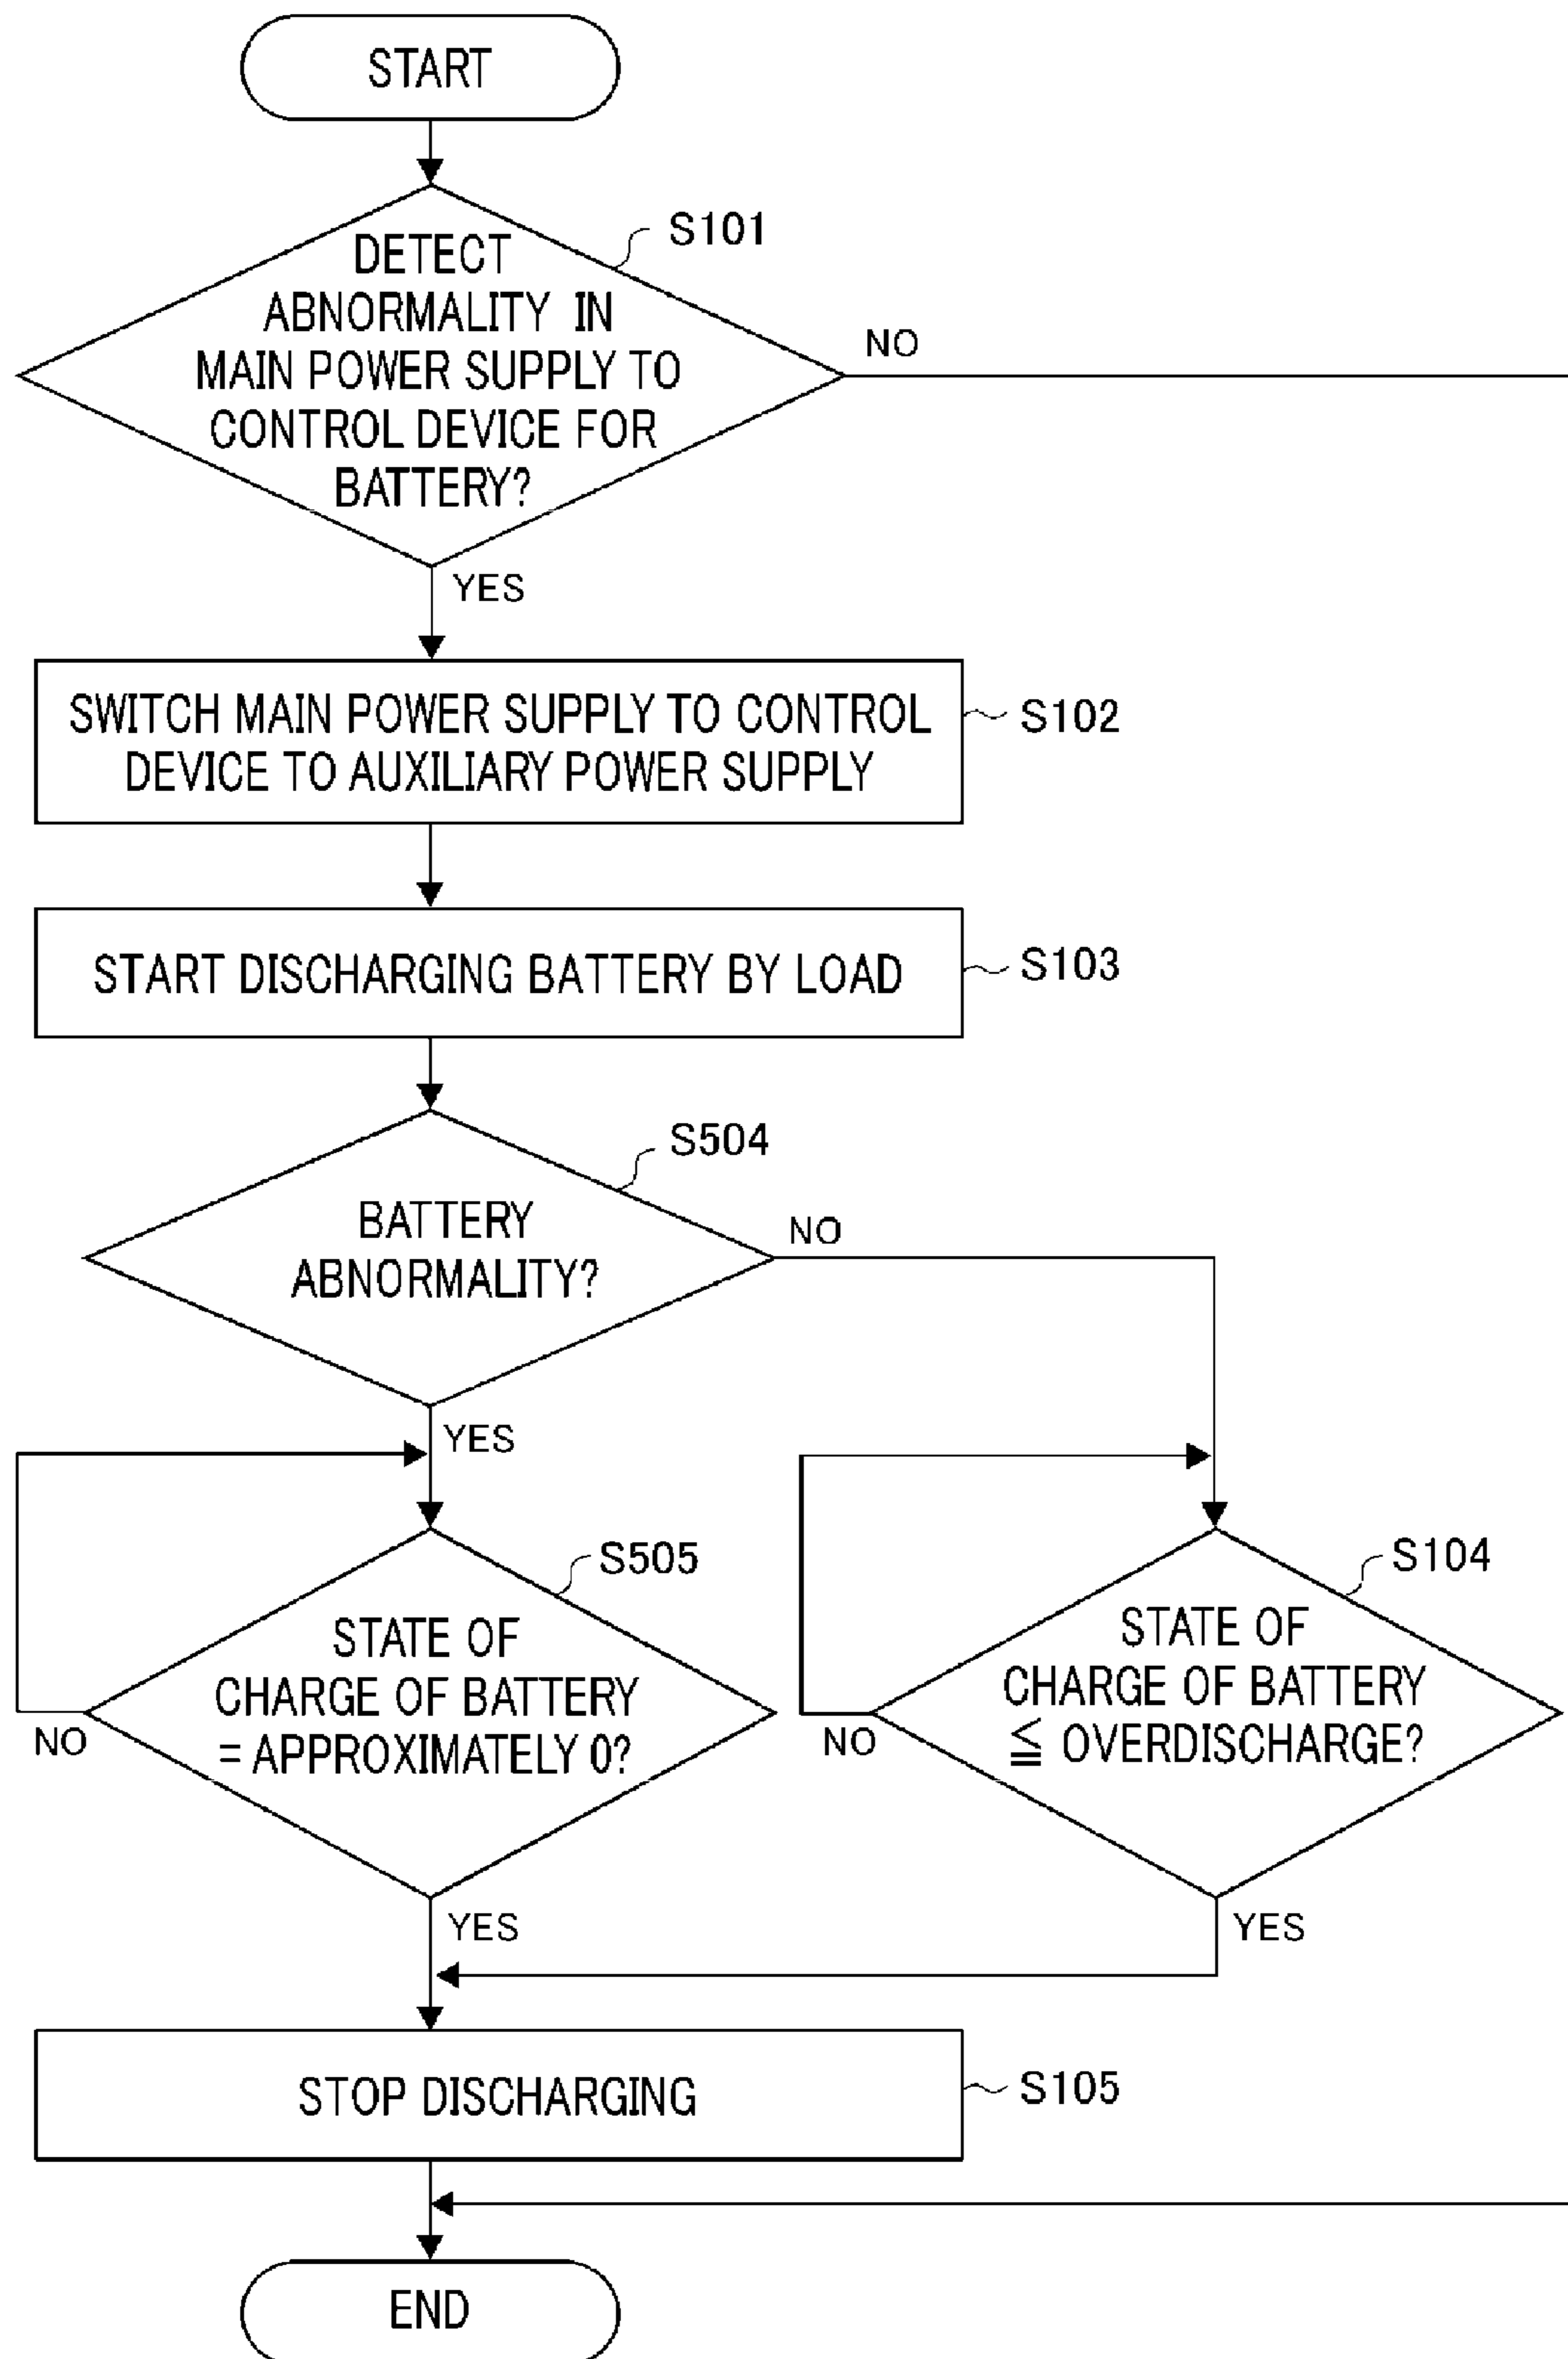 START
S101
DETECT
ABNORMALITY IN
MAIN POWER SUPPLY TO
CONTROL DEVICE FOR
BATTERY?
NO
YES
SWITCH MAIN POWER SUPPLY TO CONTROL
DEVICE TO AUXILIARY POWER SUPPLY
S102
START DISCHARGING BATTERY BY LOAD
S103
S504
BATTERY
ABNORMALITY?
NO
YES
S505
STATE OF
CHARGE OF BATTERY
= APPROXIMATELY 0?
NO
YES
S104
STATE OF
CHARGE OF BATTERY
≦ OVERDISCHARGE?
NO
YES
STOP DISCHARGING
S105
END